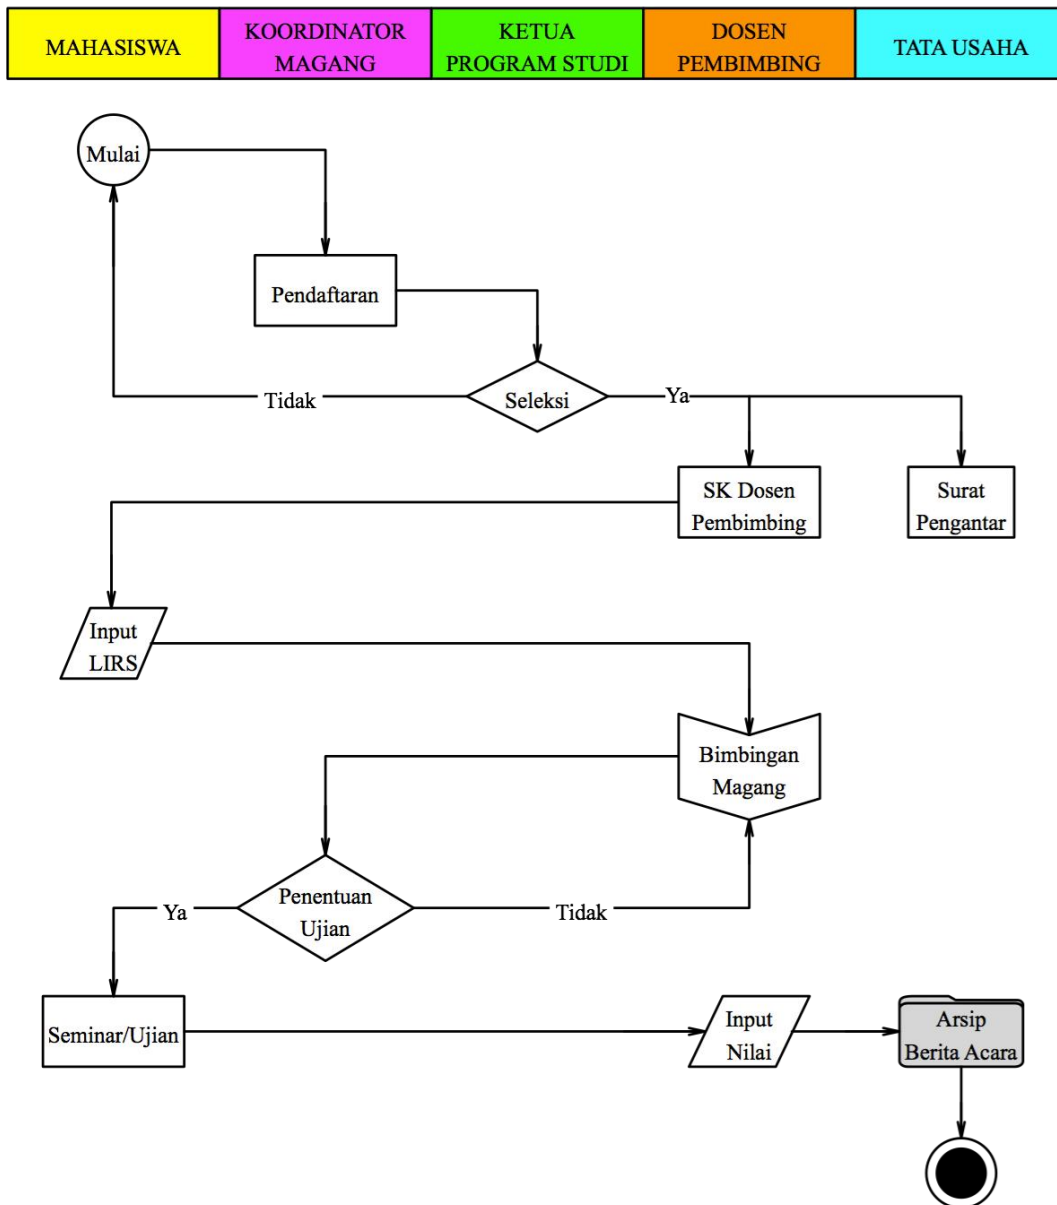 MAHASISWA
KOORDINATOR
MAGANG
KETUA
PROGRAM STUDI
DOSEN
PEMBIMBING
TATA USAHA
Mulai
Pendaftaran
Seleksi
Tidak
Ya
SK Dosen
Pembimbing
Surat
Pengantar
Input
LIRS
Bimbingan
Magang
Penentuan
Ujian
Ya
Tidak
Seminar/Ujian
Input
Nilai
Arsip
Berita Acara